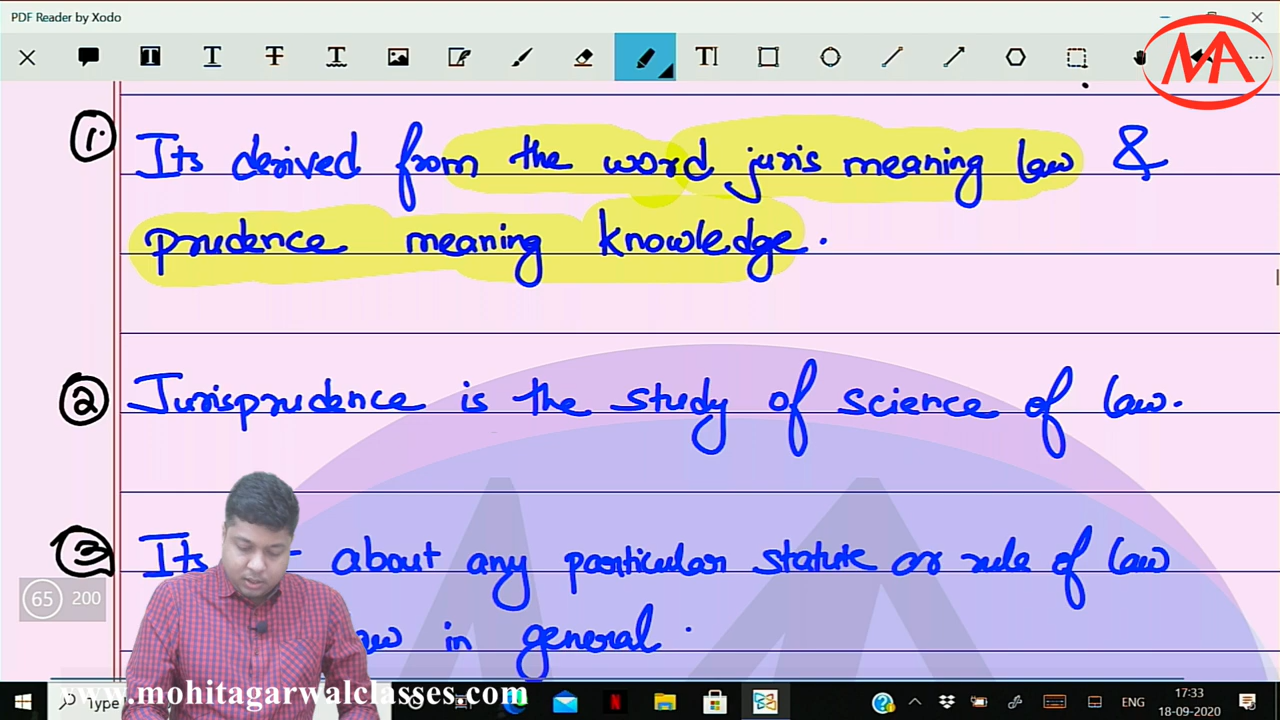 PDF Reader by Xodo
MA
1. Its derived from the word juris meaning law &
prudence meaning knowledge.
2 Jurisprudence is the study of science of law.
3 Its about any particular statute or rule of law
in general.
65 200
www.mohitagarwalclasses.com
Type
ENG
17:33
18-09-2020